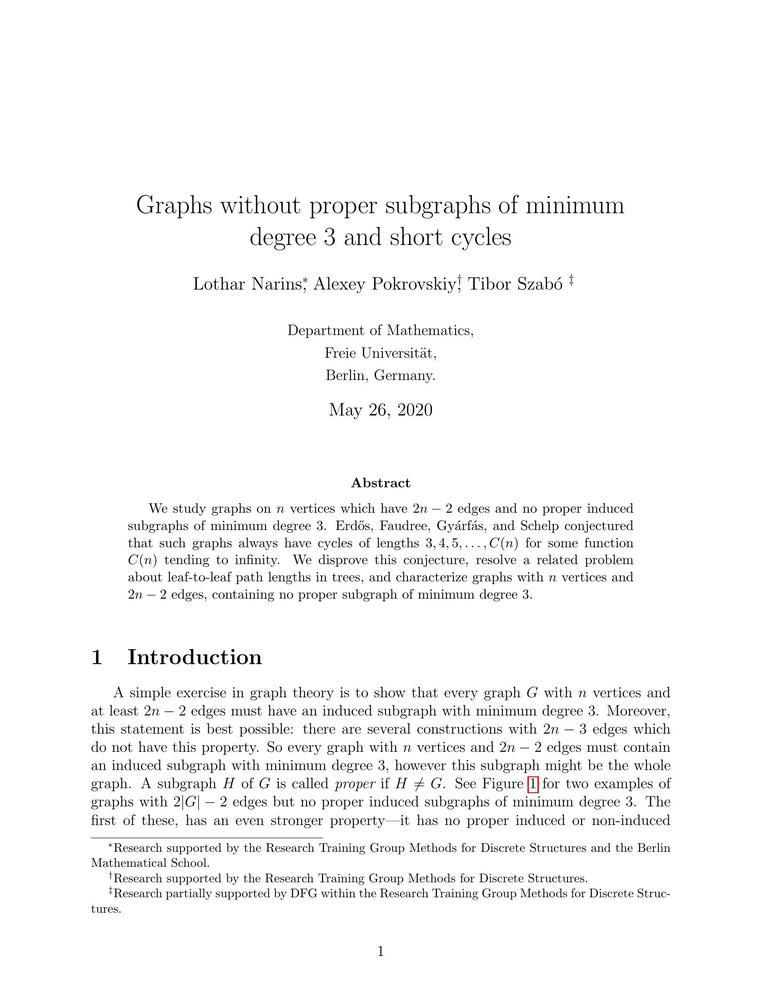 Graphs without proper subgraphs of minimum
degree 3 and short cycles
Lothar Narins*, Alexey Pokrovskiy†, Tibor Szabó ‡
Department of Mathematics,
Freie Universität,
Berlin, Germany.
May 26, 2020
Abstract
We study graphs on n vertices which have 2n − 2 edges and no proper induced
subgraphs of minimum degree 3. Erdős, Faudree, Gyárfás, and Schelp conjectured
that such graphs always have cycles of lengths 3, 4, 5, . . . , C(n) for some function
C(n) tending to infinity. We disprove this conjecture, resolve a related problem
about leaf-to-leaf path lengths in trees, and characterize graphs with n vertices and
2n − 2 edges, containing no proper subgraph of minimum degree 3.
1 Introduction
A simple exercise in graph theory is to show that every graph G with n vertices and
at least 2n − 2 edges must have an induced subgraph with minimum degree 3. Moreover,
this statement is best possible: there are several constructions with 2n − 3 edges which
do not have this property. So every graph with n vertices and 2n − 2 edges must contain
an induced subgraph with minimum degree 3, however this subgraph might be the whole
graph. A subgraph H of G is called proper if H ≠ G. See Figure 1 for two examples of
graphs with 2|G| − 2 edges but no proper induced subgraphs of minimum degree 3. The
first of these, has an even stronger property—it has no proper induced or non-induced
*Research supported by the Research Training Group Methods for Discrete Structures and the Berlin
Mathematical School.
†Research supported by the Research Training Group Methods for Discrete Structures.
‡Research partially supported by DFG within the Research Training Group Methods for Discrete Struc-
tures.
1